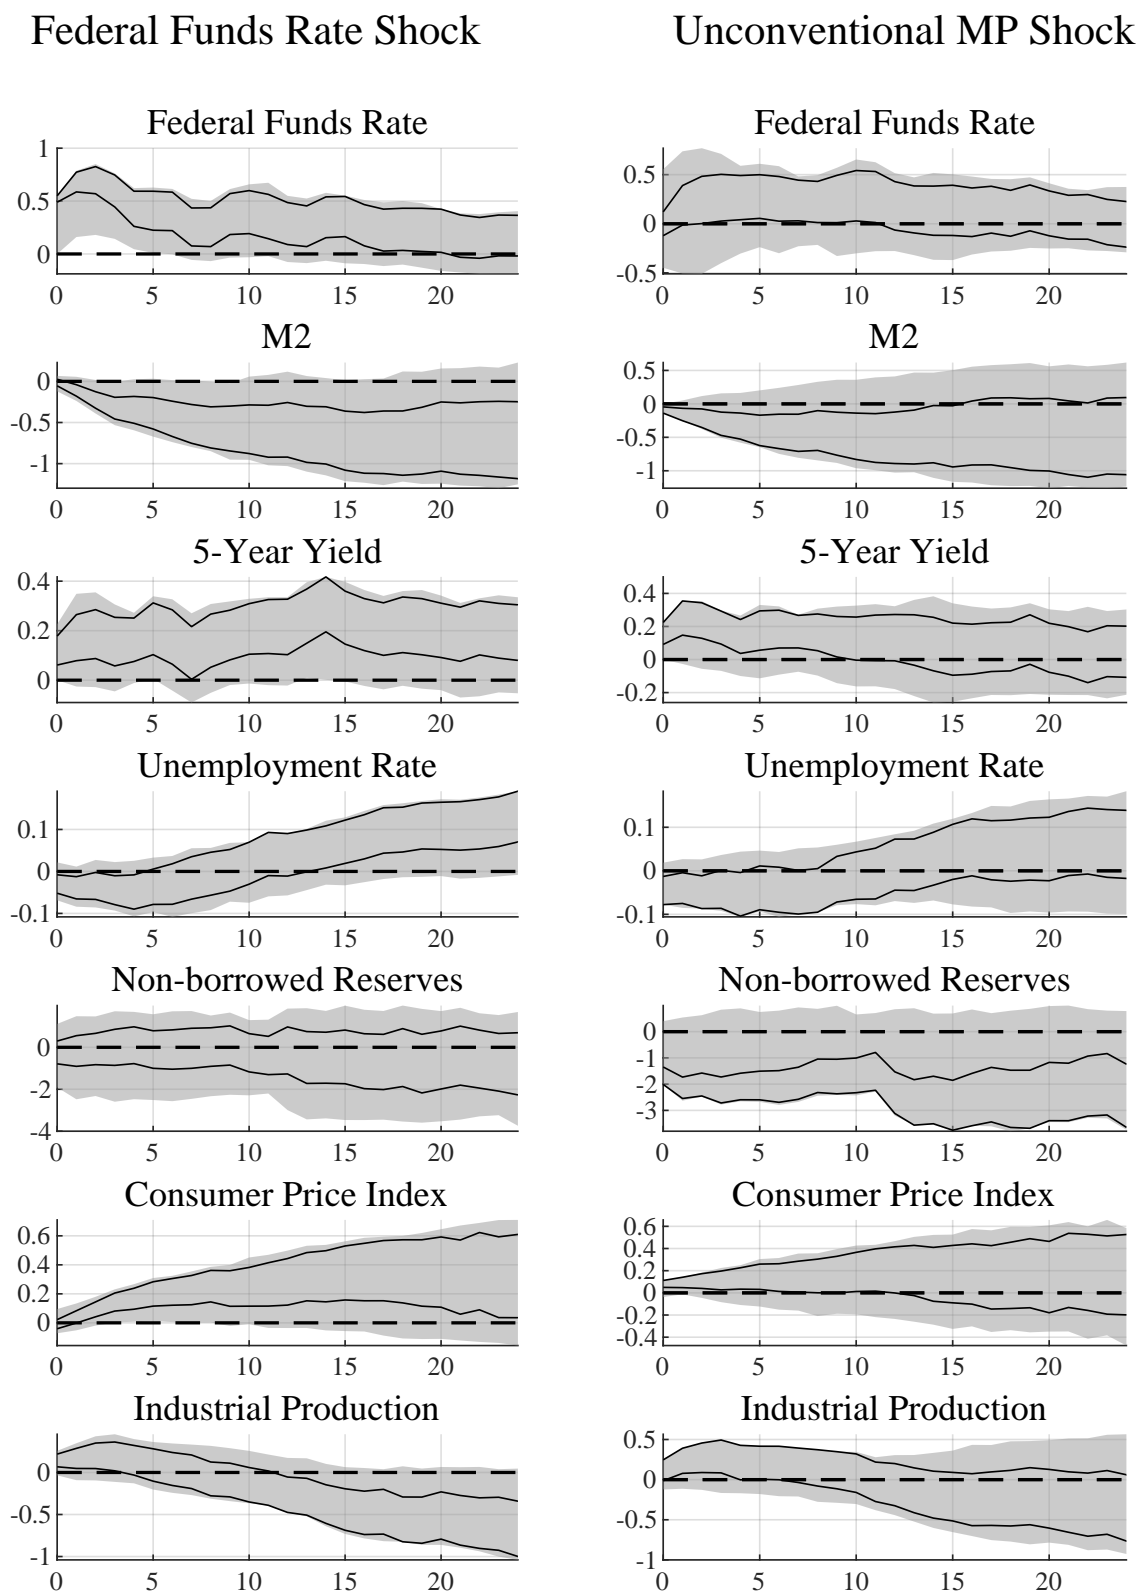 Federal Funds Rate Shock
Unconventional MP Shock
Federal Funds Rate
1
0.5
0
0 5 10 15 20
Federal Funds Rate
0.5
0
-0.5
0 5 10 15 20
M2
0
-0.5
-1
0 5 10 15 20
M2
0.5
0
-0.5
-1
0 5 10 15 20
5-Year Yield
0.4
0.2
0
0 5 10 15 20
5-Year Yield
0.4
0.2
0
-0.2
0 5 10 15 20
Unemployment Rate
0.1
0
-0.1
0 5 10 15 20
Unemployment Rate
0.1
0
-0.1
0 5 10 15 20
Non-borrowed Reserves
0
-2
-4
0 5 10 15 20
Non-borrowed Reserves
0
-1
-2
-3
0 5 10 15 20
Consumer Price Index
0.6
0.4
0.2
0
0 5 10 15 20
Consumer Price Index
0.6
0.4
0.2
0
-0.2
-0.4
0 5 10 15 20
Industrial Production
0
-0.5
-1
0 5 10 15 20
Industrial Production
0.5
0
-0.5
-1
0 5 10 15 20